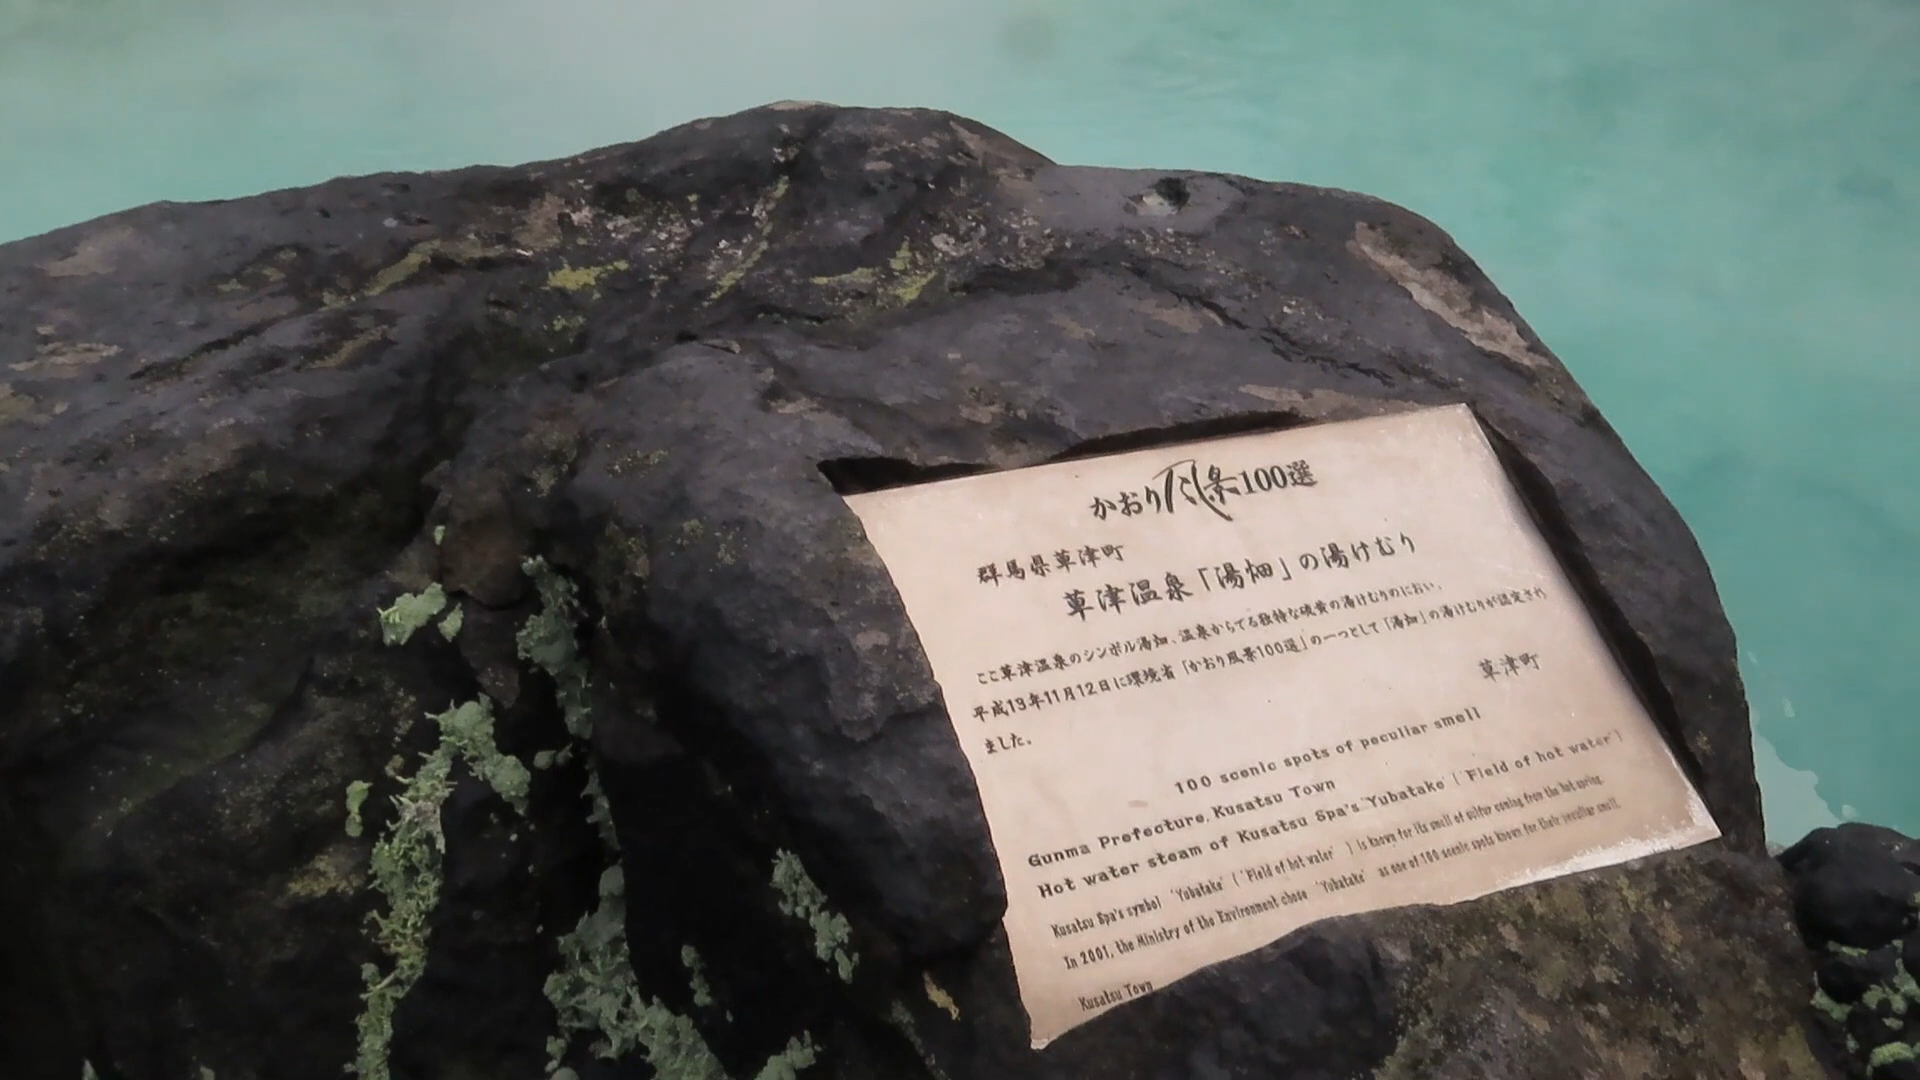 かおり風景100選
群馬県草津町
草津温泉「湯畑」の湯けむり
ここ草津温泉のシンボル湯畑、温泉からでる独特な硫黄の湯けむりのにおい。
平成13年11月12日に環境省「かおり風景100選」の一つとして「湯畑」の湯けむりが認定され
ました。
草津町
100 scenic spots of peculiar smell
Gunma Prefecture, Kusatsu Town
Hot water steam of Kusatsu Spa's 'Yubatake' ( 'Field of hot water' )
Kusatsu Spa's symbol 'Yubatake' ( 'Field of hot water' ) is known for its smell of sulfur coming from the hot spring.
In 2001, the Ministry of the Environment chose 'Yubatake' as one of 100 scenic spots known for their peculiar smell.
Kusatsu Town